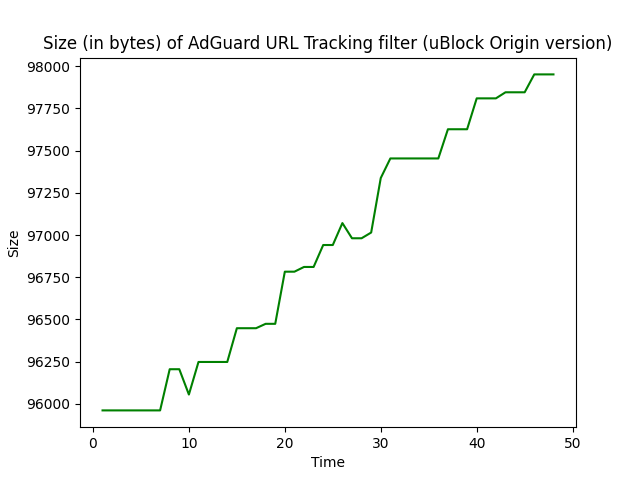 Size (in bytes) of AdGuard URL Tracking filter (uBlock Origin version)
98000
97750
97500
97250
97000
96750
96500
96250
96000
Size
0 10 20 30 40 50
Time